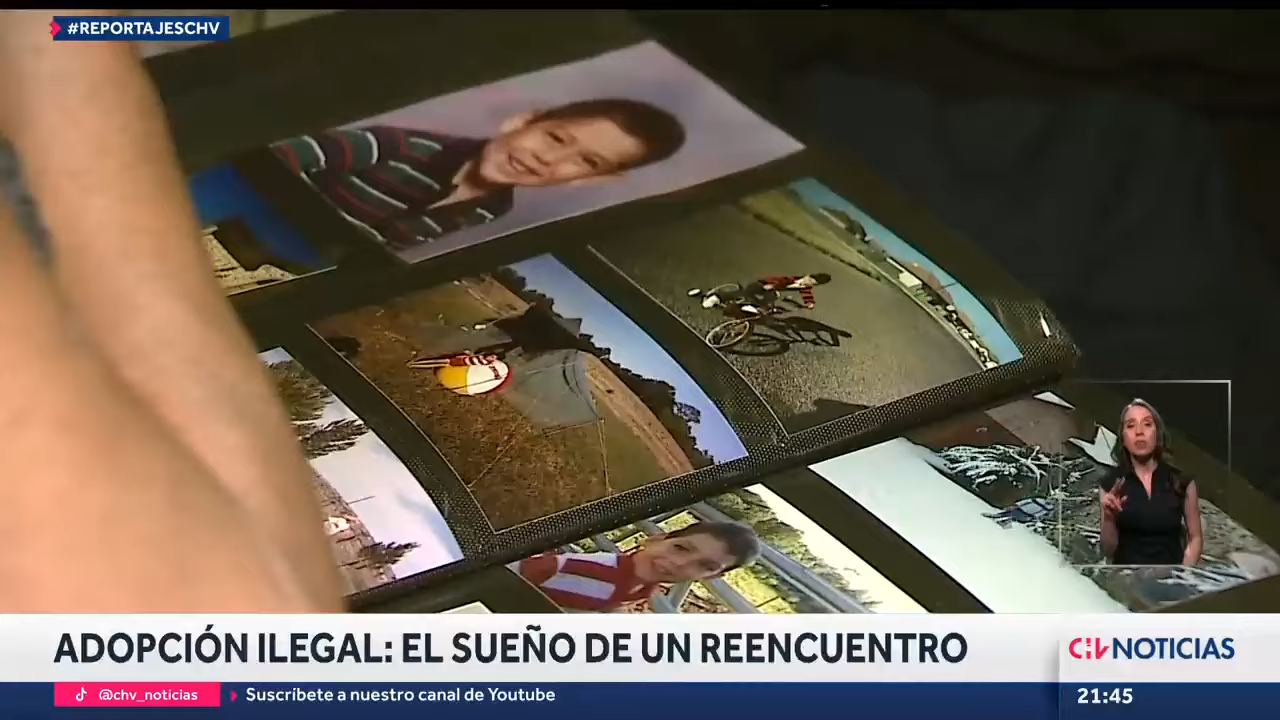 #REPORTAJESCHV
ADOPCIÓN ILEGAL: EL SUEÑO DE UN REENCUENTRO
CHV NOTICIAS
@chv_noticias
Suscríbete a nuestro canal de Youtube
21:45